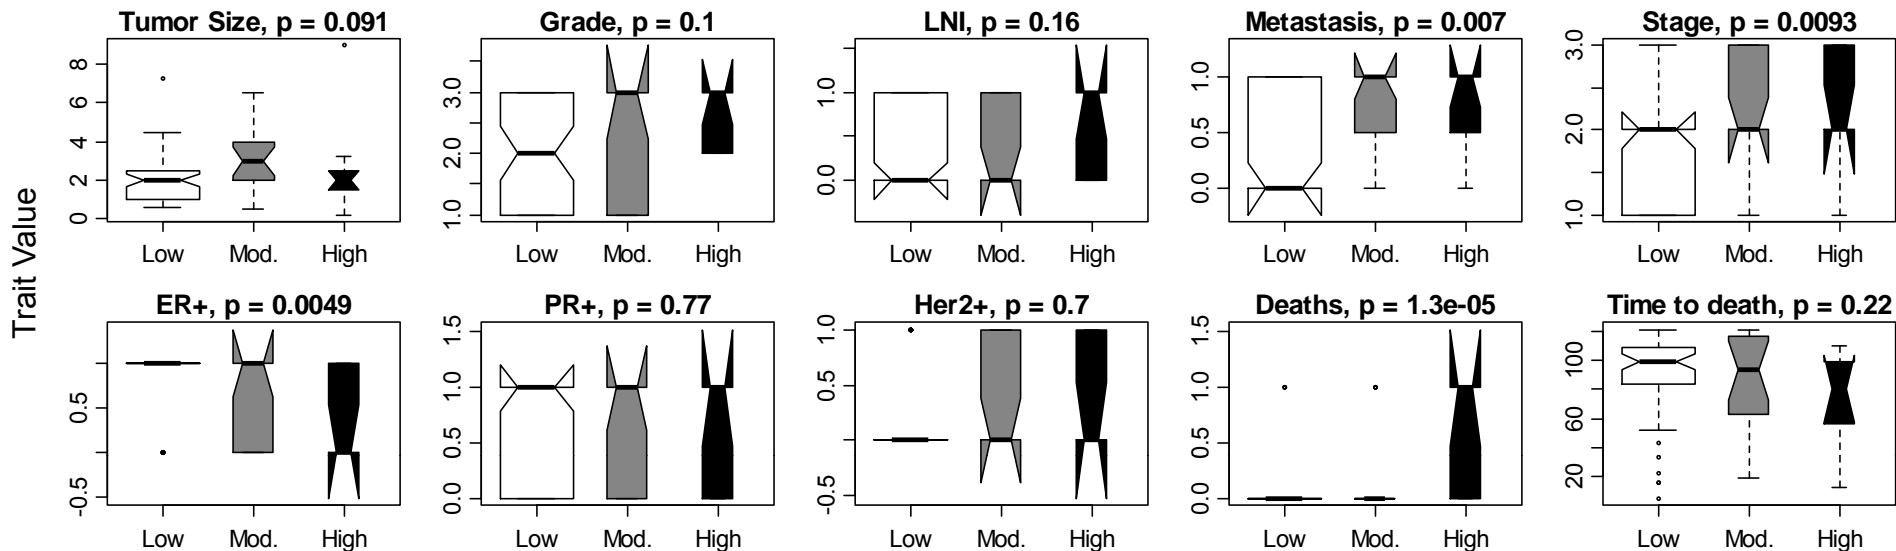 Trait Value
Tumor Size, p = 0.091
0 2 4 6 8
Low Mod. High
Grade, p = 0.1
1.0 2.0 3.0
Low Mod. High
LNI, p = 0.16
0.0 1.0
Low Mod. High
Metastasis, p = 0.007
0.0 0.5 1.0
Low Mod. High
Stage, p = 0.0093
1.0 2.0 3.0
Low Mod. High
ER+, p = 0.0049
-0.5 0.5
Low Mod. High
PR+, p = 0.77
0.0 0.5 1.0 1.5
Low Mod. High
Her2+, p = 0.7
-0.5 0.5 1.0
Low Mod. High
Deaths, p = 1.3e-05
0.0 0.5 1.0 1.5
Low Mod. High
Time to death, p = 0.22
20 60 100
Low Mod. High